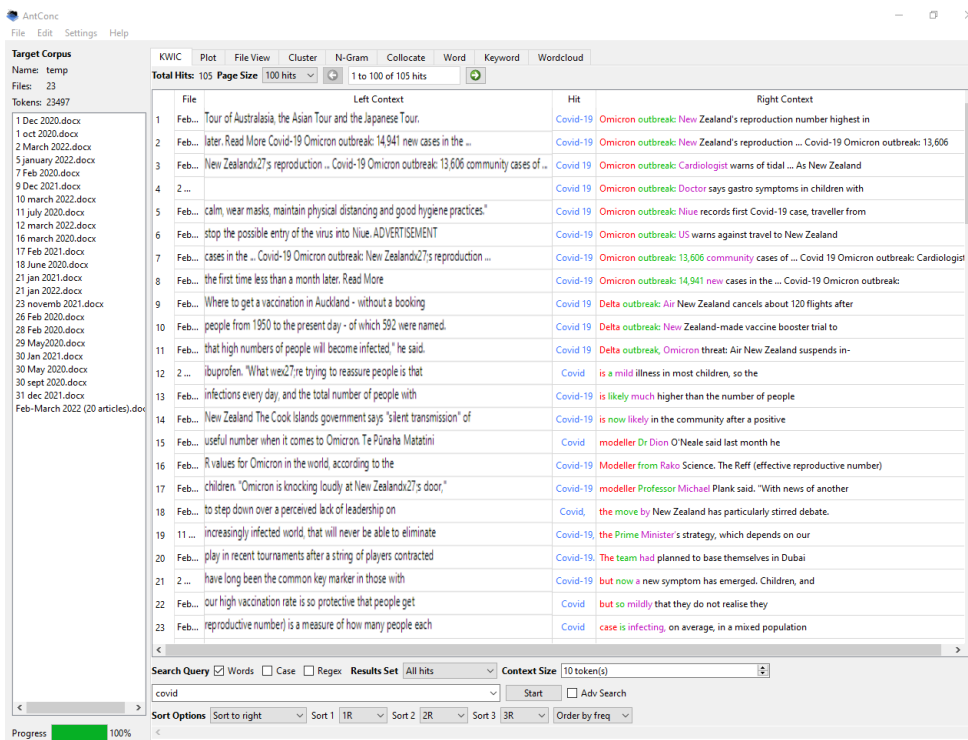 AntConc
File Edit Settings Help
Target Corpus
Name: temp
Files: 23
Tokens: 23497
1 Dec 2020.docx
1 oct 2020.docx
2 March 2022.docx
5 january 2022.docx
7 Feb 2020.docx
9 Dec 2021.docx
10 march 2022.docx
11 july 2020.docx
12 march 2022.docx
16 march 2020.docx
17 Feb 2021.docx
18 June 2020.docx
21 jan 2021.docx
21 jan 2022.docx
23 novemb 2021.docx
26 Feb 2020.docx
28 Feb 2020.docx
29 May2020.docx
30 Jan 2021.docx
30 May 2020.docx
30 sept 2020.docx
31 dec 2021.docx
Feb-March 2022 (20 articles).doc
Progress 100%
KWIC Plot File View Cluster N-Gram Collocate Word Keyword Wordcloud
Total Hits: 105 Page Size 100 hits 1 to 100 of 105 hits
File Left Context Hit Right Context
1 Feb... Tour of Australasia, the Asian Tour and the Japanese Tour. Covid-19 Omicron outbreak: New Zealand's reproduction number highest in
2 Feb... later. Read More Covid-19 Omicron outbreak: 14,941 new cases in the ... Covid-19 Omicron outbreak: New Zealand's reproduction ... Covid-19 Omicron outbreak: 13,606
3 Feb... New Zealandx27;s reproduction ... Covid-19 Omicron outbreak: 13,606 community cases of ... Covid-19 Omicron outbreak: Cardiologist warns of tidal ... As New Zealand
4 2 ... Covid 19 Omicron outbreak: Doctor says gastro symptoms in children with
5 Feb... calm, wear masks, maintain physical distancing and good hygiene practices." Covid 19 Omicron outbreak: Niue records first Covid-19 case, traveller from
6 Feb... stop the possible entry of the virus into Niue. ADVERTISEMENT Covid 19 Omicron outbreak: US warns against travel to New Zealand
7 Feb... cases in the ... Covid-19 Omicron outbreak: New Zealandx27;s reproduction ... Covid-19 Omicron outbreak: 13,606 community cases of ... Covid 19 Omicron outbreak: Cardiologist
8 Feb... the first time less than a month later. Read More Covid-19 Omicron outbreak: 14,941 new cases in the ... Covid-19 Omicron outbreak:
9 Feb... Where to get a vaccination in Auckland - without a booking Covid 19 Delta outbreak: Air New Zealand cancels about 120 flights after
10 Feb... people from 1950 to the present day - of which 592 were named. Covid 19 Delta outbreak: New Zealand-made vaccine booster trial to
11 Feb... that high numbers of people will become infected," he said. Covid 19 Delta outbreak, Omicron threat: Air New Zealand suspends in-
12 2 ... ibuprofen. "What wex27;re trying to reassure people is that Covid is a mild illness in most children, so the
13 Feb... infections every day, and the total number of people with Covid-19 is likely much higher than the number of people
14 Feb... New Zealand The Cook Islands government says "silent transmission" of Covid-19 is now likely in the community after a positive
15 Feb... useful number when it comes to Omicron. Te Pūnaha Matatini Covid modeller Dr Dion O'Neale said last month he
16 Feb... R values for Omicron in the world, according to the Covid-19 Modeller from Rako Science. The Reff (effective reproductive number)
17 Feb... children. "Omicron is knocking loudly at New Zealandx27;s door," Covid-19 modeller Professor Michael Plank said. "With news of another
18 Feb... to step down over a perceived lack of leadership on Covid, the move by New Zealand has particularly stirred debate.
19 11 ... increasingly infected world, that will never be able to eliminate Covid-19, the Prime Minister's strategy, which depends on our
20 Feb... play in recent tournaments after a string of players contracted Covid-19. The team had planned to base themselves in Dubai
21 2 ... have long been the common key marker in those with Covid-19 but now a new symptom has emerged. Children, and
22 Feb... our high vaccination rate is so protective that people get Covid but so mildly that they do not realise they
23 Feb... reproductive number) is a measure of how many people each Covid case is infecting, on average, in a mixed population
Search Query Words Case Regex Results Set All hits Context Size 10 token(s)
covid Start Adv Search
Sort Options Sort to right Sort 1 1R Sort 2 2R Sort 3 3R Order by freq